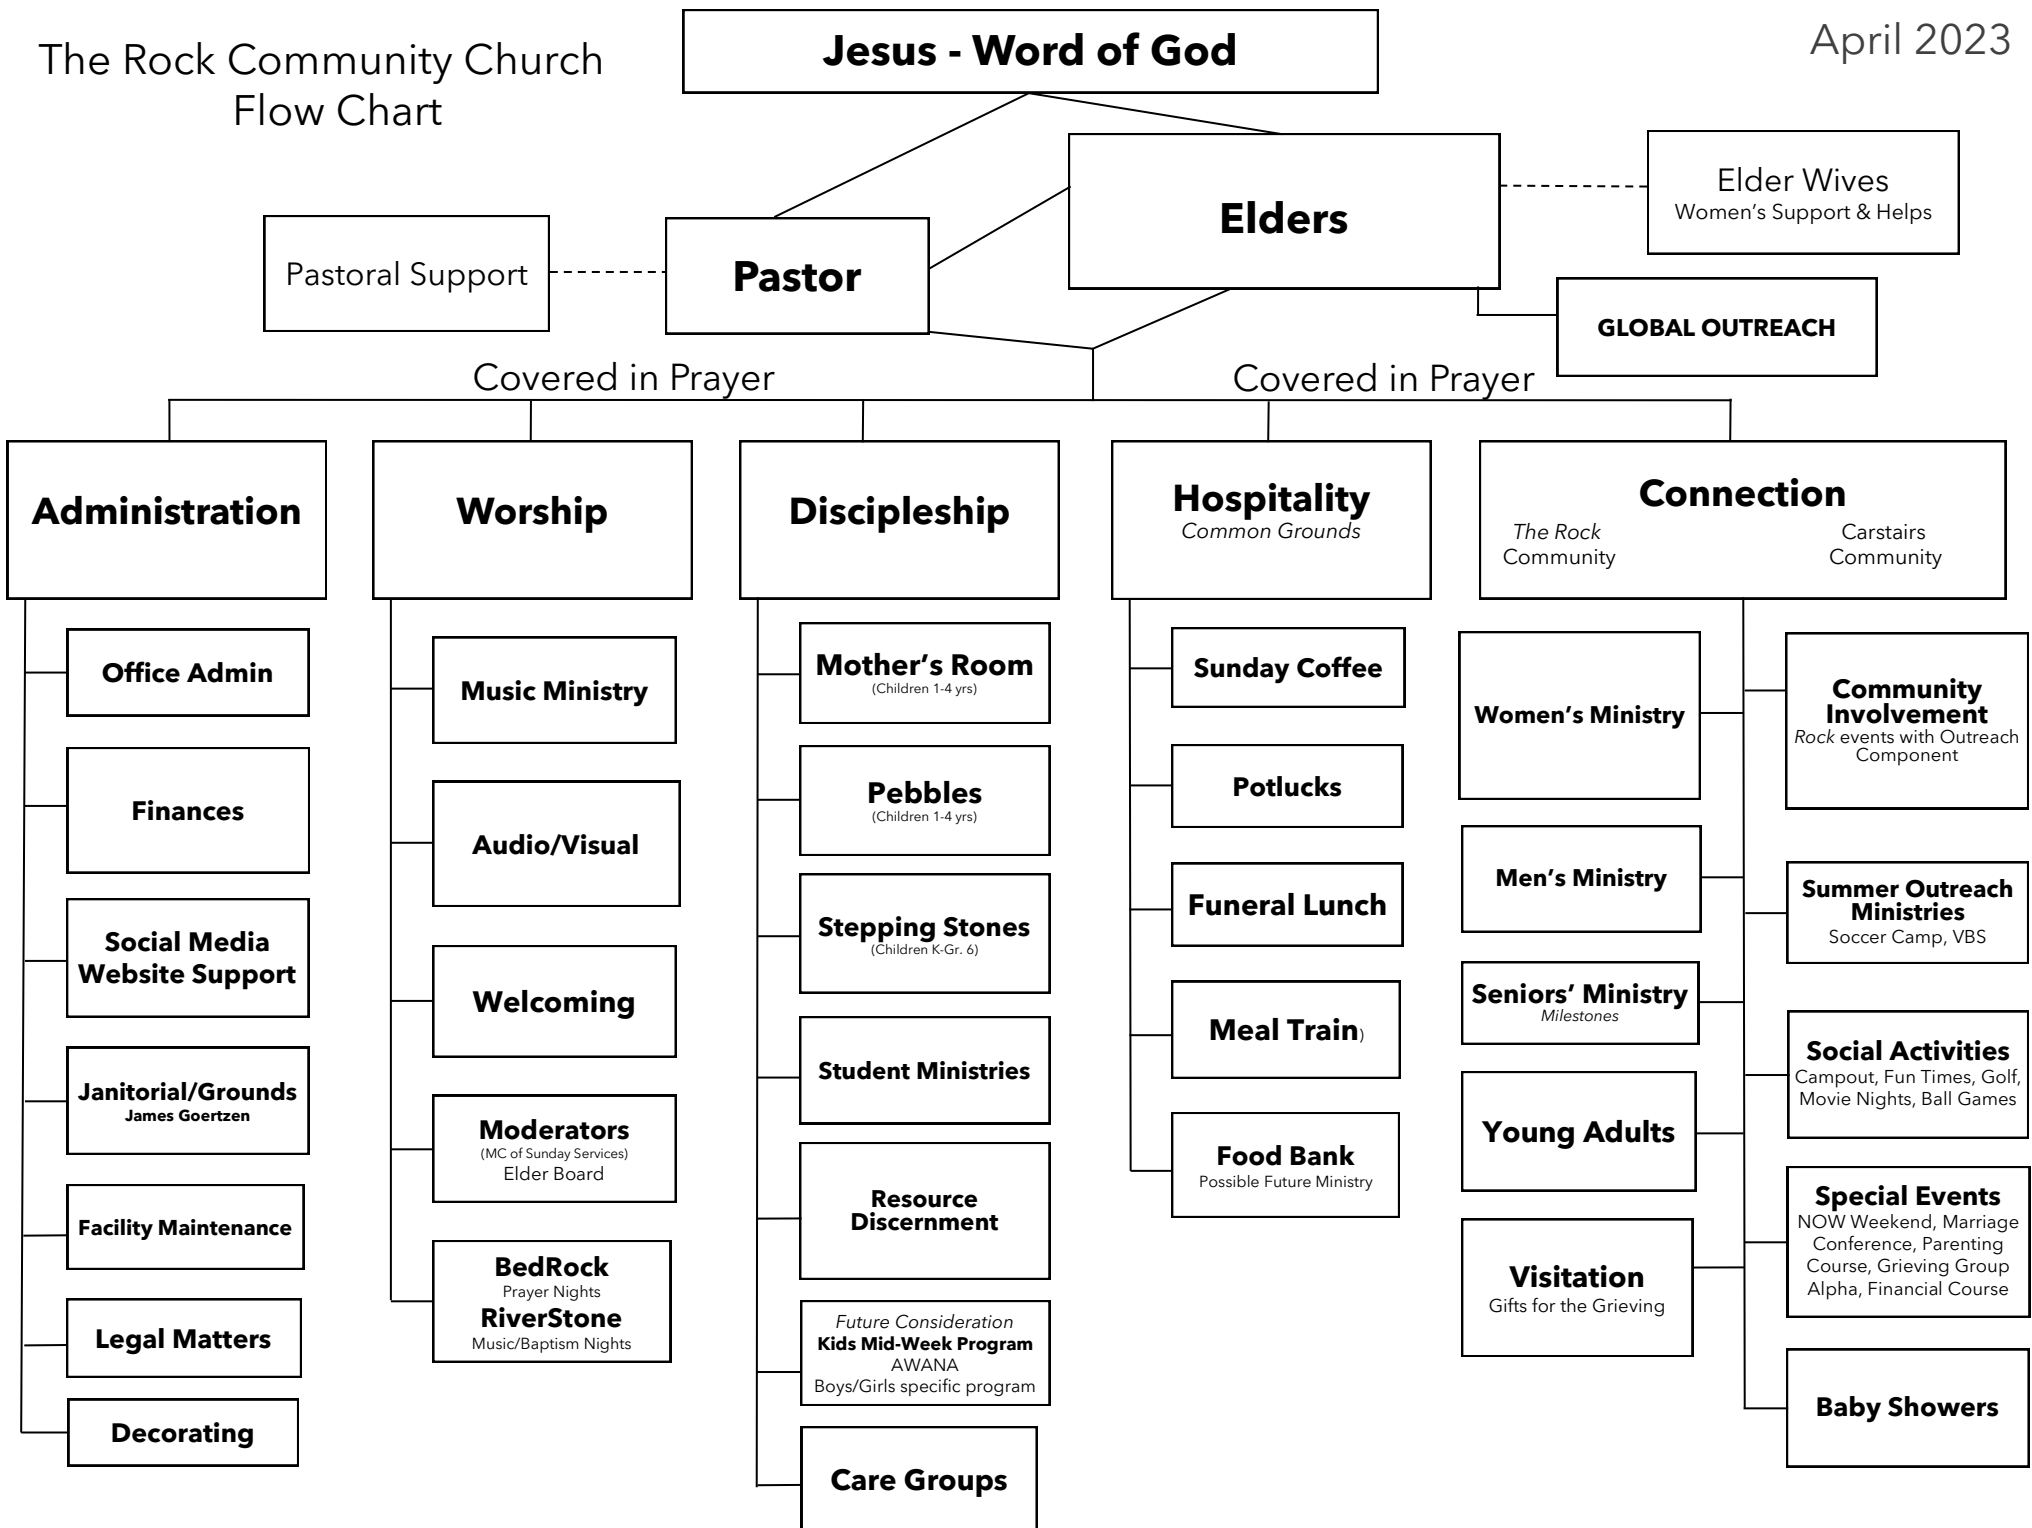 The Rock Community Church
Flow Chart
April 2023
Jesus - Word of God
Elders
Elder Wives
Women's Support & Helps
Pastoral Support
Pastor
GLOBAL OUTREACH
Covered in Prayer
Covered in Prayer
Administration
Office Admin
Finances
Social Media
Website Support
Janitorial/Grounds
James Goertzen
Facility Maintenance
Legal Matters
Decorating
Worship
Music Ministry
Audio/Visual
Welcoming
Moderators
(MC of Sunday Services)
Elder Board
BedRock
Prayer Nights
RiverStone
Music/Baptism Nights
Discipleship
Mother's Room
(Children 1-4 yrs)
Pebbles
(Children 1-4 yrs)
Stepping Stones
(Children K-Gr. 6)
Student Ministries
Resource
Discernment
Future Consideration
Kids Mid-Week Program
AWANA
Boys/Girls specific program
Care Groups
Hospitality
Common Grounds
Sunday Coffee
Potlucks
Funeral Lunch
Meal Train)
Food Bank
Possible Future Ministry
Connection
The Rock
Community
Carstairs
Community
Women's Ministry
Men's Ministry
Seniors' Ministry
Milestones
Young Adults
Visitation
Gifts for the Grieving
Community
Involvement
Rock events with Outreach
Component
Summer Outreach
Ministries
Soccer Camp, VBS
Social Activities
Campout, Fun Times, Golf,
Movie Nights, Ball Games
Special Events
NOW Weekend, Marriage
Conference, Parenting
Course, Grieving Group
Alpha, Financial Course
Baby Showers